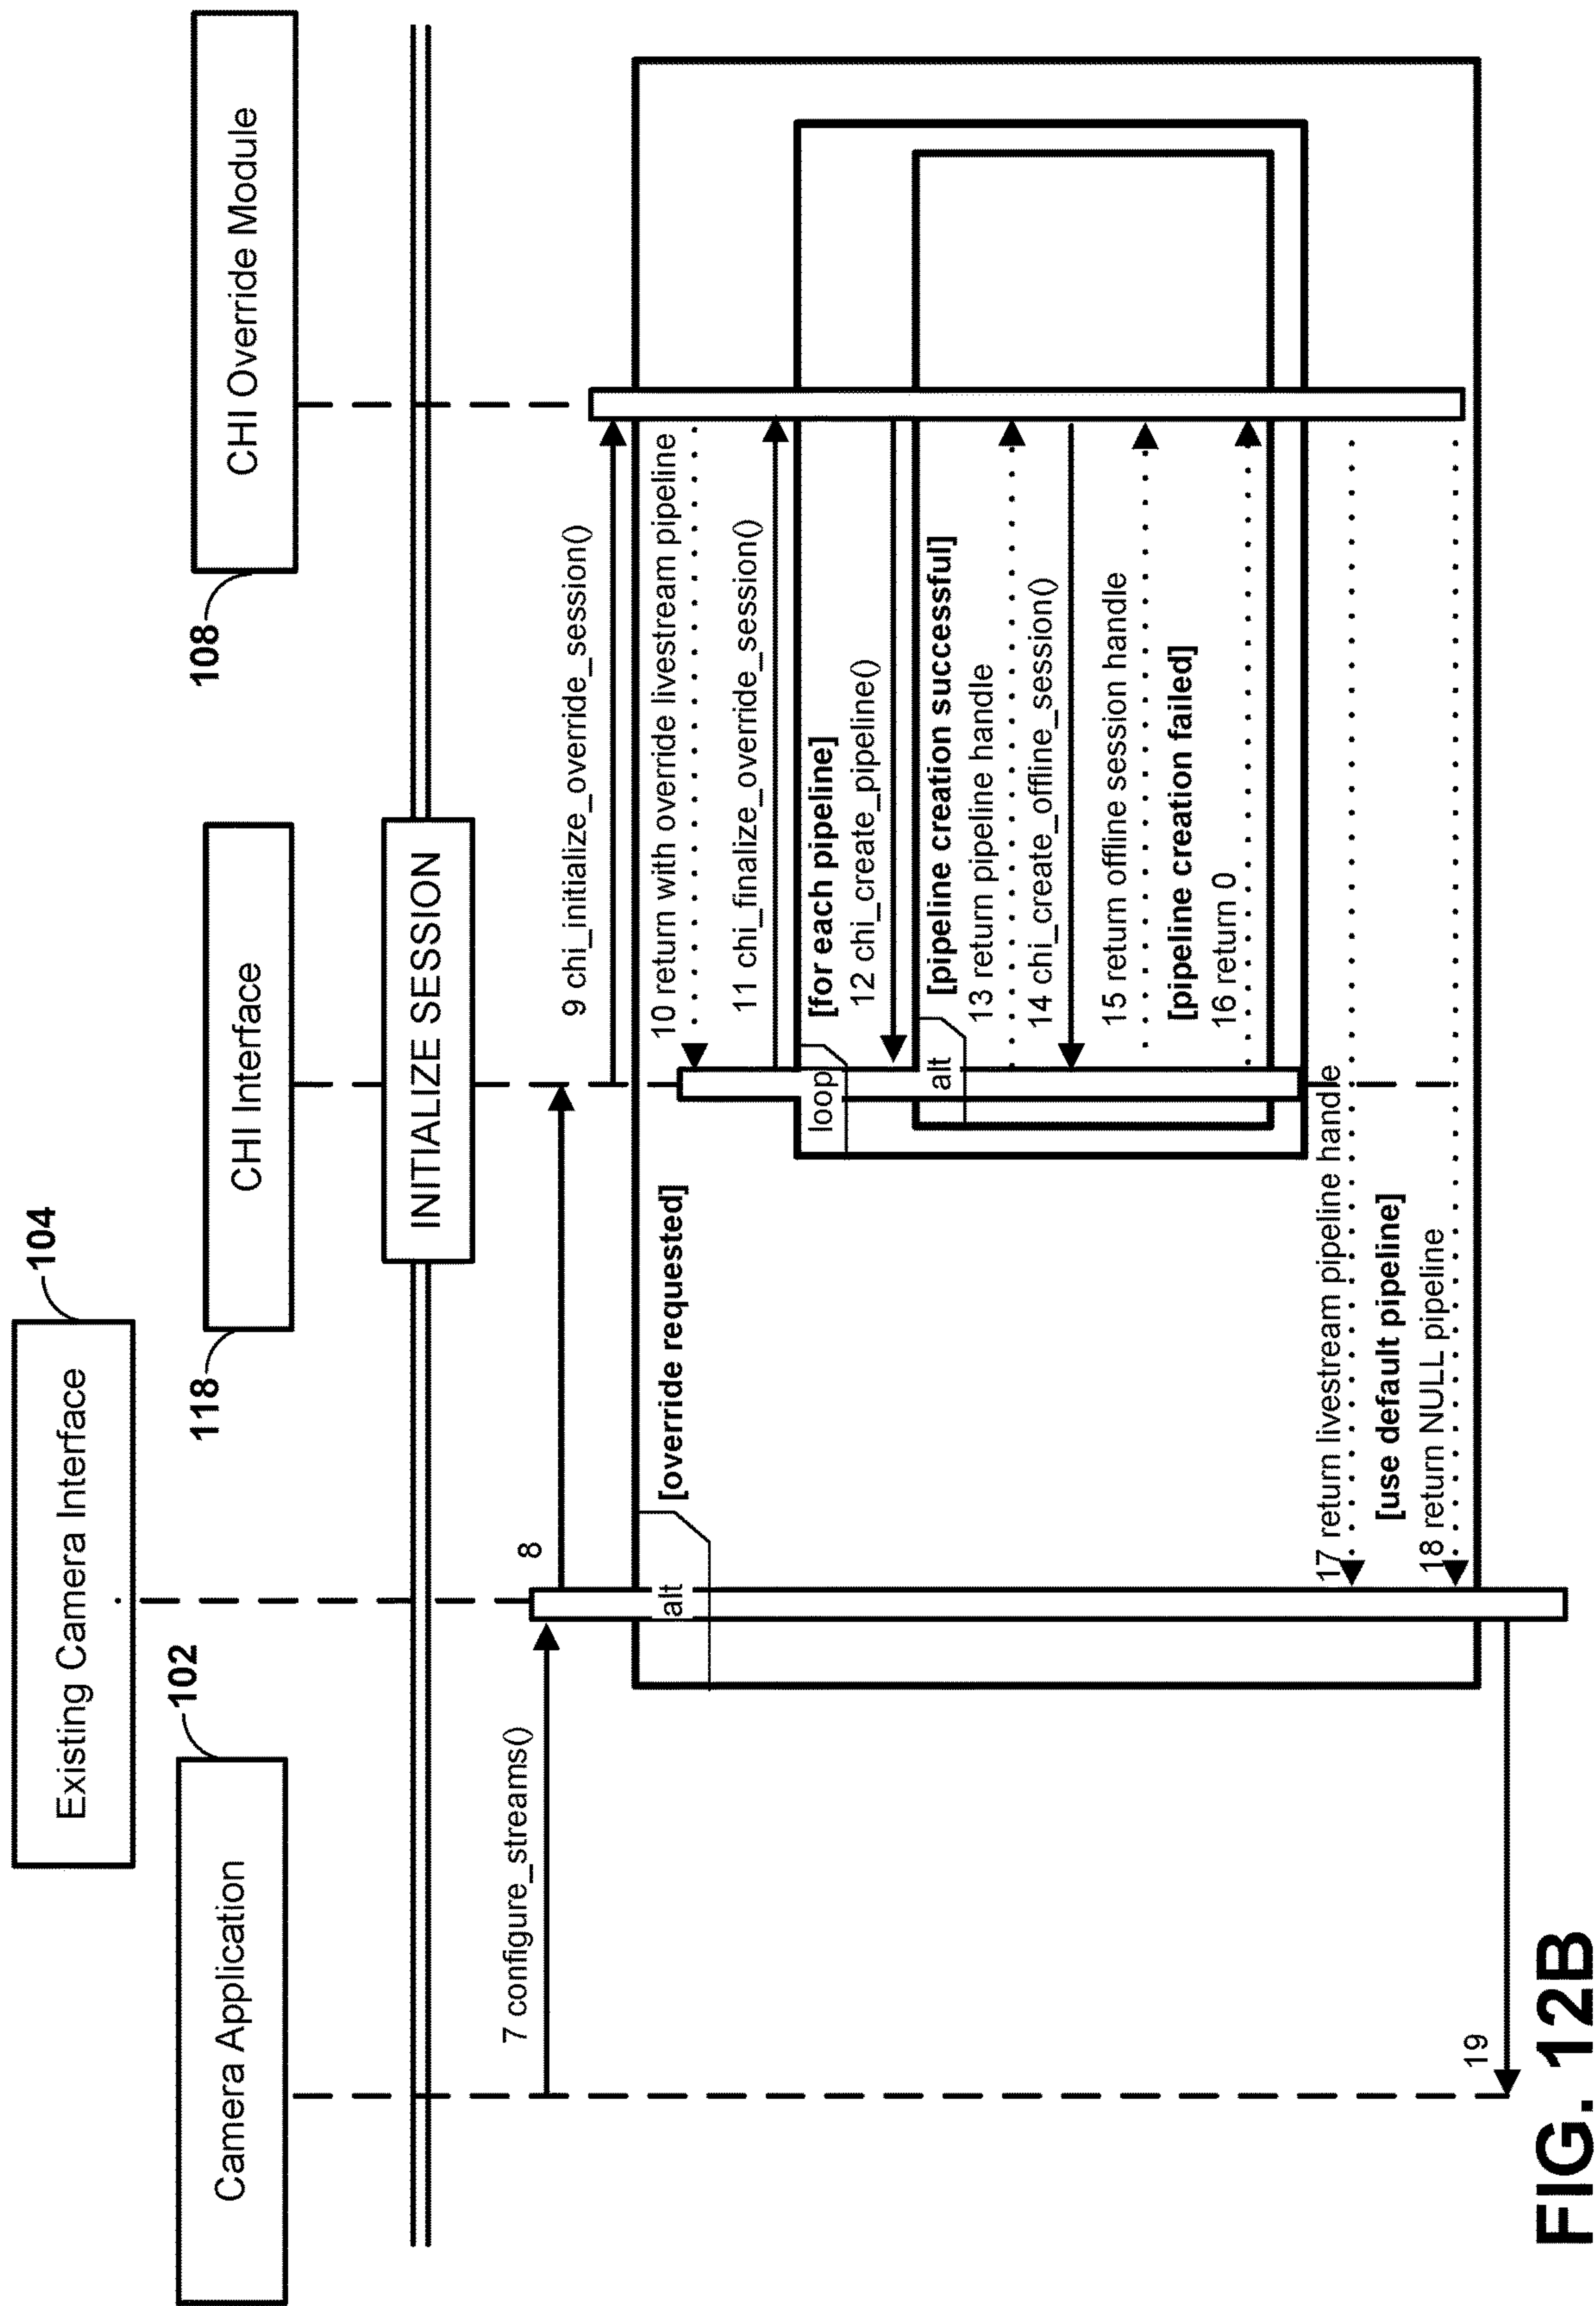 Existing Camera Interface
104
Camera Application
102
CHI Interface
118
CHI Override Module
108
INITIALIZE SESSION
7 configure_streams()
8
9 chi_initialize_override_session()
alt
[override requested]
10 return with override livestream pipeline
11 chi_finalize_override_session()
loop
[for each pipeline]
12 chi_create_pipeline()
alt
[pipeline creation successful]
13 return pipeline handle
14 chi_create_offline_session()
15 return offline session handle
[pipeline creation failed]
16 return 0
17 return livestream pipeline handle
[use default pipeline]
18 return NULL pipeline
19
FIG. 12B